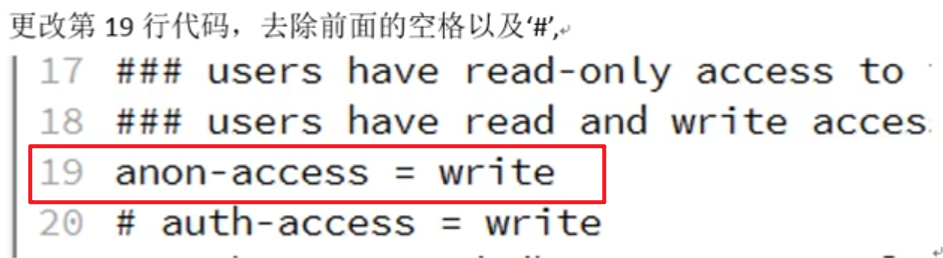 更改第 19 行代码，去除前面的空格以及‘#’,
17 ### users have read-only access to
18 ### users have read and write acces
19 anon-access = write
20 # auth-access = write